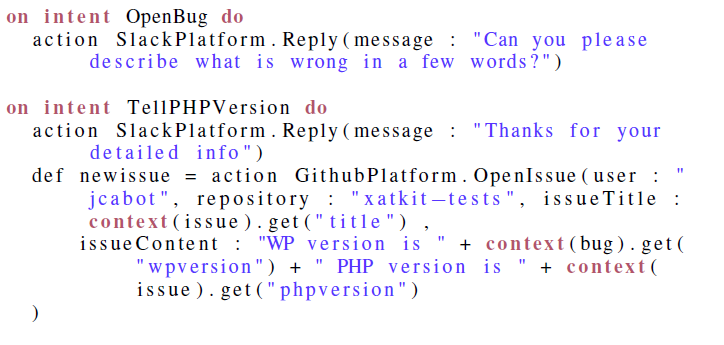 on intent OpenBug do
action SlackPlatform.Reply(message : "Can you please
describe what is wrong in a few words?")
on intent TellPHPVersion do
action SlackPlatform.Reply(message : "Thanks for your
detailed info")
def newissue = action GithubPlatform.OpenIssue(user : "
jcabot", repository : "xatkit−tests", issueTitle :
context(issue).get("title") ,
issueContent : "WP version is " + context(bug).get(
"wpversion") + " PHP version is " + context(
issue).get("phpversion")
)